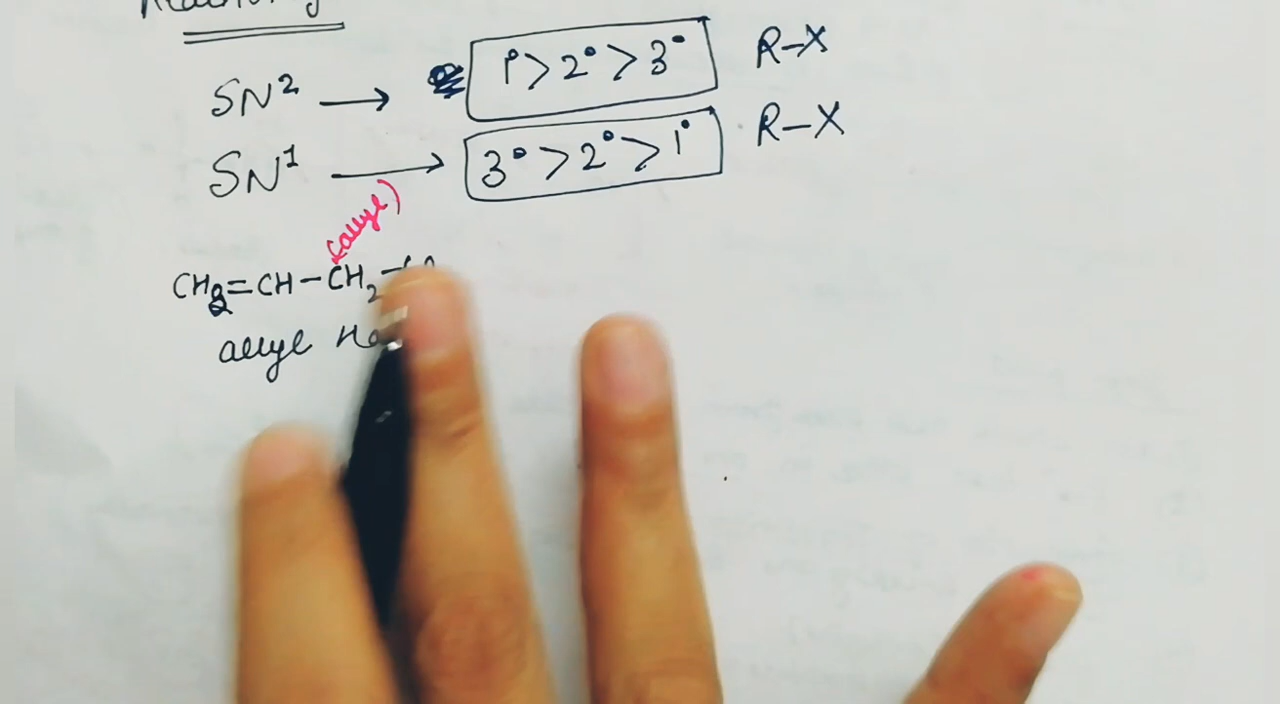 SN² → 1° > 2° > 3° R-X
SN¹ → 3° > 2° > 1° R-X
(allyl)
CH₂=CH-CH₂-
allyl